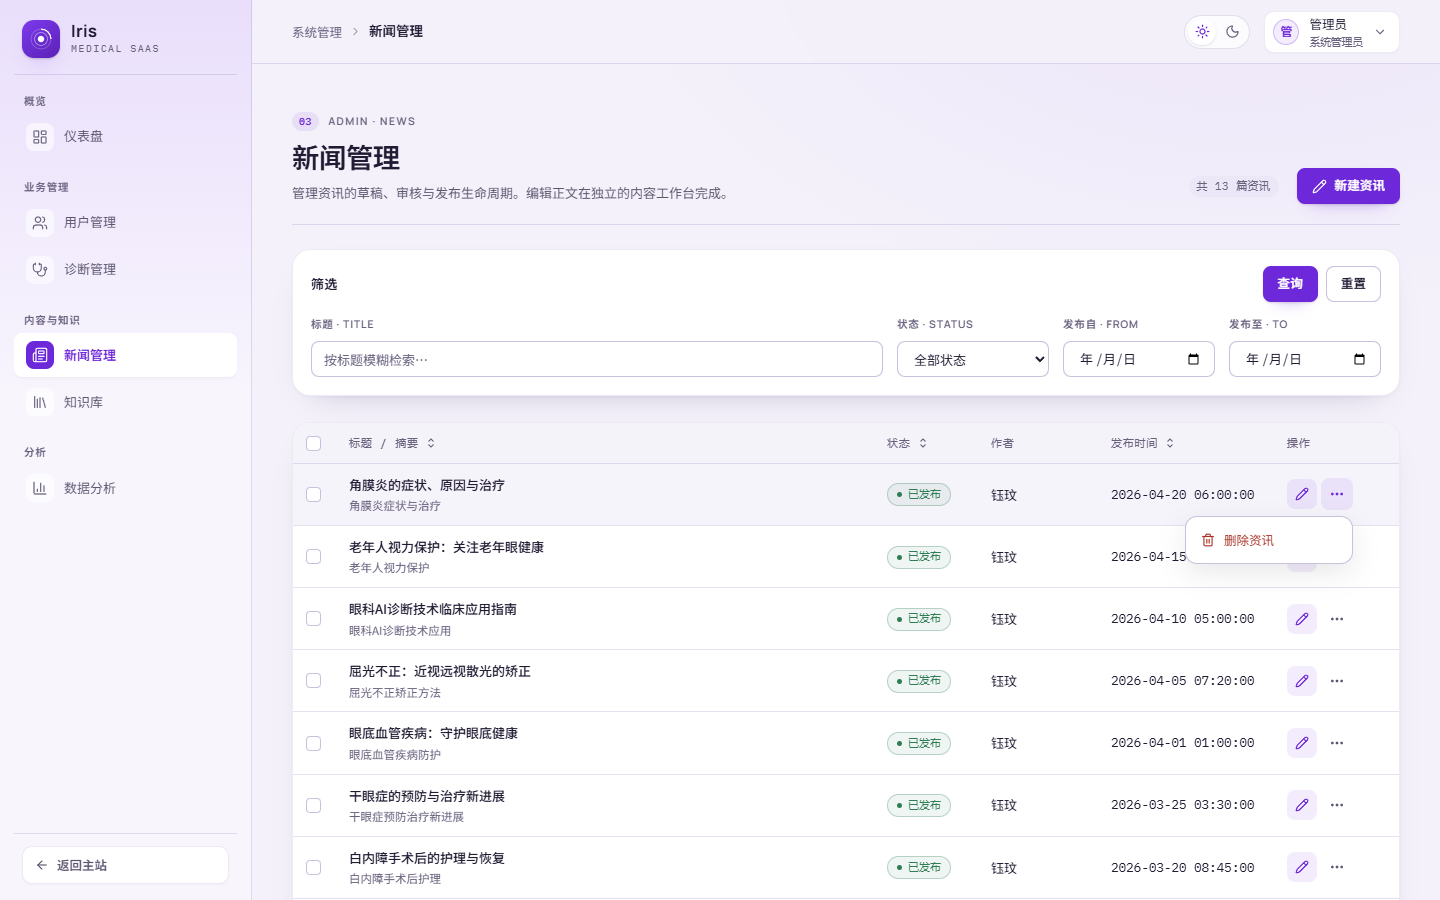 Iris
MEDICAL SAAS
概览
仪表盘
业务管理
用户管理
诊断管理
内容与知识
新闻管理
知识库
分析
数据分析
返回主站
系统管理 > 新闻管理
管
管理员
系统管理员
03 ADMIN · NEWS
新闻管理
管理资讯的草稿、审核与发布生命周期。编辑正文在独立的内容工作台完成。
共 13 篇资讯
新建资讯
筛选
查询
重置
标题 · TITLE
状态 · STATUS
发布自 · FROM
发布至 · TO
按标题模糊检索···
全部状态
年 /月/日
年 /月/日
标题 / 摘要
状态
作者
发布时间
操作
角膜炎的症状、原因与治疗
角膜炎症状与治疗
已发布
钰玟
2026-04-20 06:00:00
删除资讯
老年人视力保护：关注老年眼健康
老年人视力保护
已发布
钰玟
2026-04-15
眼科AI诊断技术临床应用指南
眼科AI诊断技术应用
已发布
钰玟
2026-04-10 05:00:00
屈光不正：近视远视散光的矫正
屈光不正矫正方法
已发布
钰玟
2026-04-05 07:20:00
眼底血管疾病：守护眼底健康
眼底血管疾病防护
已发布
钰玟
2026-04-01 01:00:00
干眼症的预防与治疗新进展
干眼症预防治疗新进展
已发布
钰玟
2026-03-25 03:30:00
白内障手术后的护理与恢复
白内障手术后护理
已发布
钰玟
2026-03-20 08:45:00